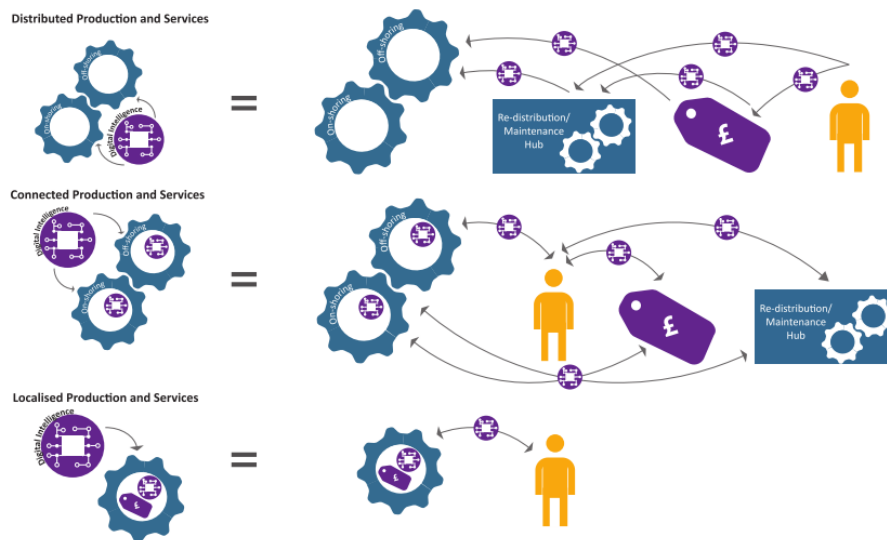 Distributed Production and Services
Off-shoring
On-shoring
Digital Intelligence
=
Off-shoring
On-shoring
Re-distribution/
Maintenance
Hub
£
Connected Production and Services
Digital Intelligence
Off-shoring
On-shoring
=
Off-shoring
On-shoring
£
Re-distribution/
Maintenance
Hub
Localised Production and Services
Digital Intelligence
£
=
£